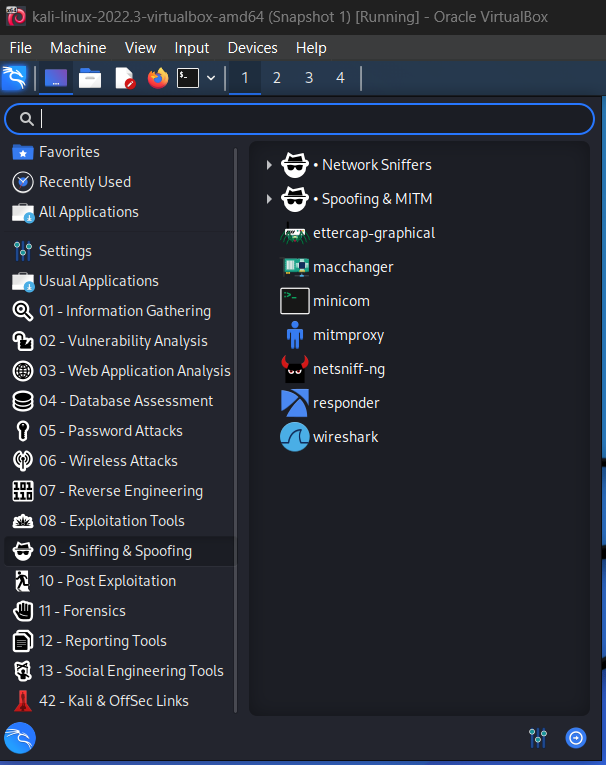 kali-linux-2022.3-virtualbox-amd64 (Snapshot 1) [Running] - Oracle VirtualBox
File Machine View Input Devices Help
1 2 3 4
Favorites
Recently Used
All Applications
Settings
Usual Applications
01 - Information Gathering
02 - Vulnerability Analysis
03 - Web Application Analysis
04 - Database Assessment
05 - Password Attacks
06 - Wireless Attacks
07 - Reverse Engineering
08 - Exploitation Tools
09 - Sniffing & Spoofing
10 - Post Exploitation
11 - Forensics
12 - Reporting Tools
13 - Social Engineering Tools
42 - Kali & OffSec Links
• Network Sniffers
• Spoofing & MITM
ettercap-graphical
macchanger
minicom
mitmproxy
netsniff-ng
responder
wireshark